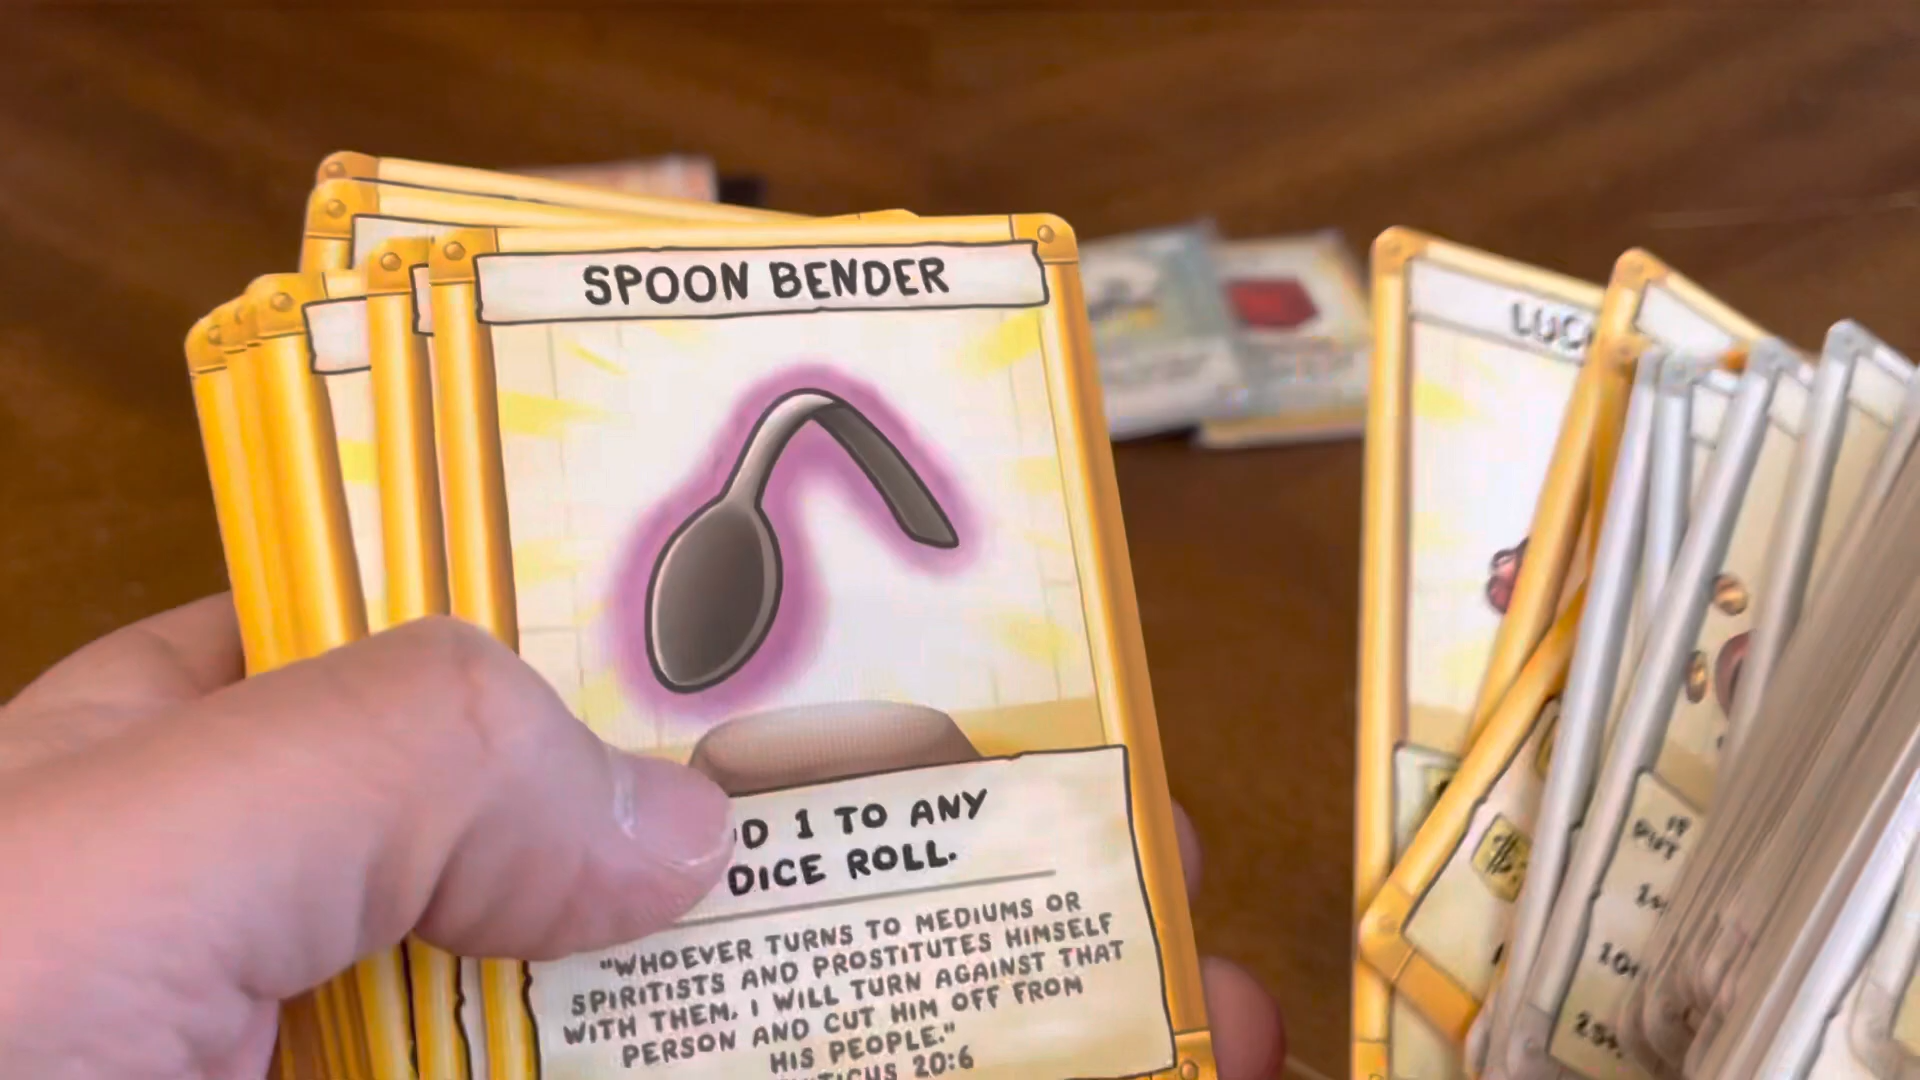 SPOON BENDER
D 1 TO ANY
DICE ROLL.
"WHOEVER TURNS TO MEDIUMS OR
SPIRITISTS AND PROSTITUTES HIMSELF
WITH THEM, I WILL TURN AGAINST THAT
PERSON AND CUT HIM OFF FROM
HIS PEOPLE."
20:6
LUC